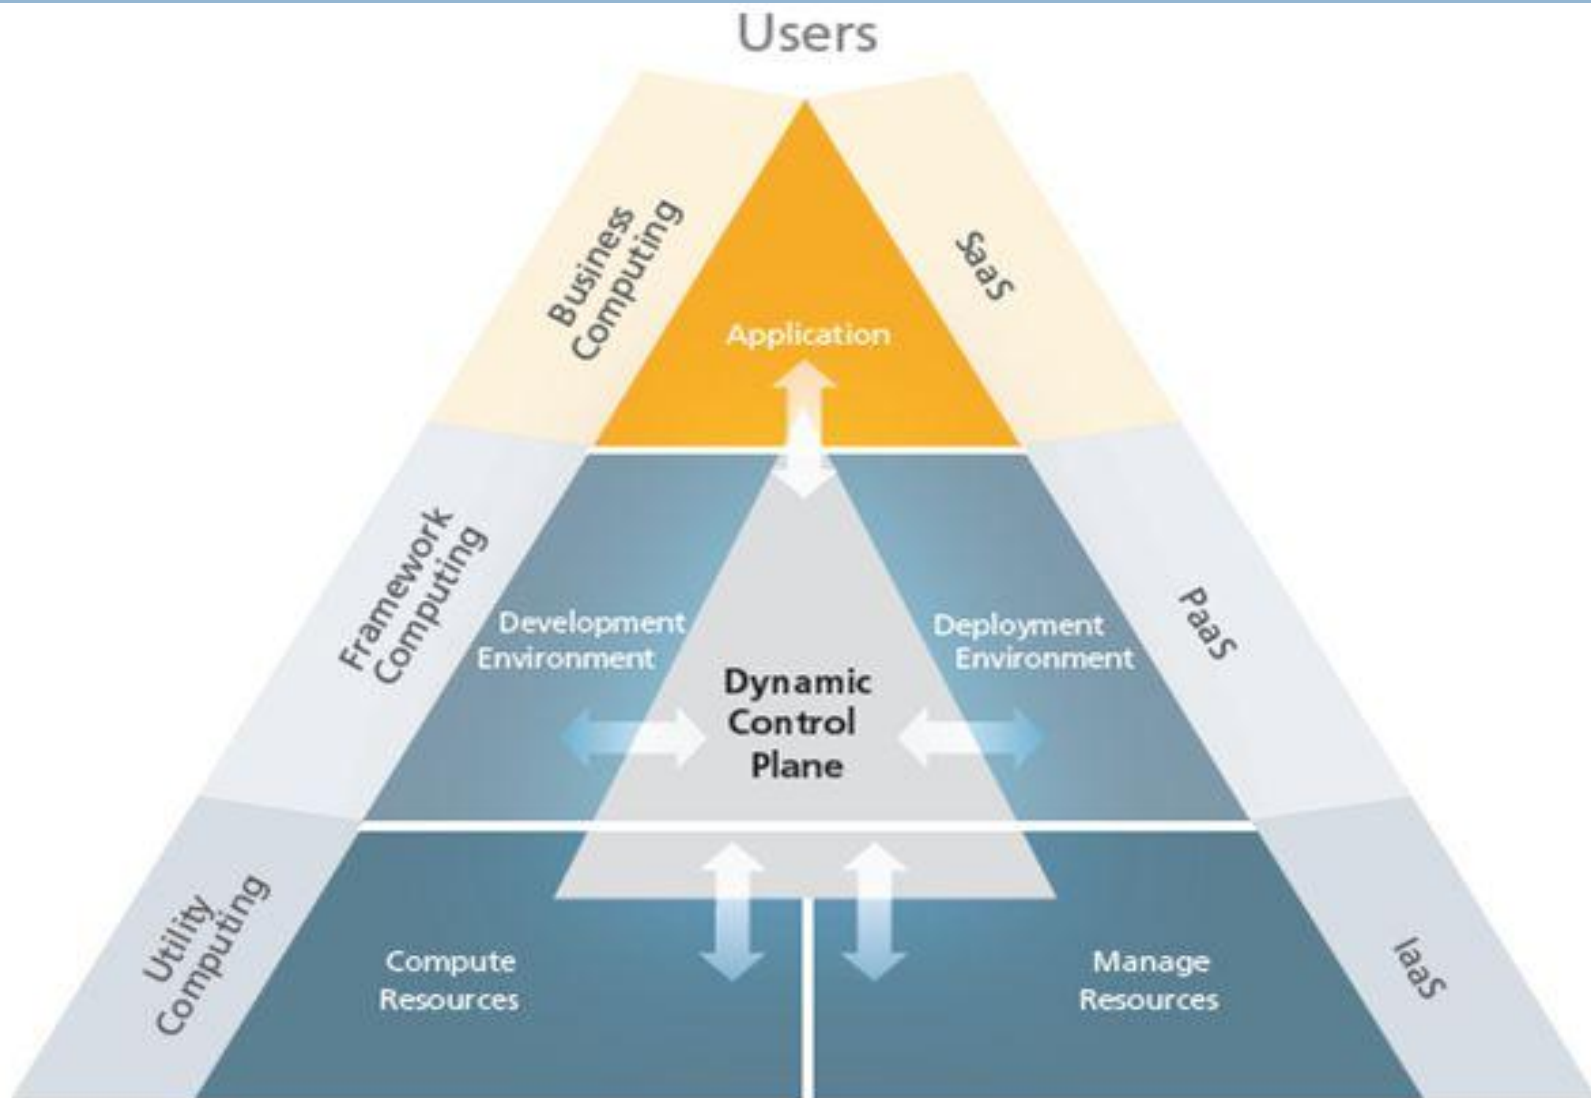 Users
Business
Computing
SaaS
Application
Framework
Computing
Development
Environment
Deployment
Environment
PaaS
Dynamic
Control
Plane
Utility
Computing
Compute
Resources
Manage
Resources
IaaS